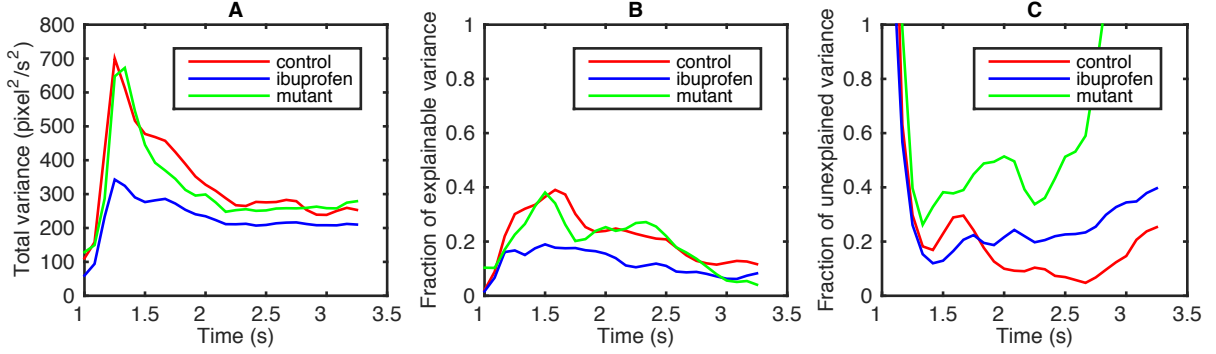 A
Total variance (pixel²/s²)
800
700
600
500
400
300
200
100
0
control
ibuprofen
mutant
1 1.5 2 2.5 3 3.5
Time (s)
B
Fraction of explainable variance
1
0.8
0.6
0.4
0.2
0
control
ibuprofen
mutant
1 1.5 2 2.5 3 3.5
Time (s)
C
Fraction of unexplained variance
1
0.8
0.6
0.4
0.2
0
control
ibuprofen
mutant
1 1.5 2 2.5 3 3.5
Time (s)